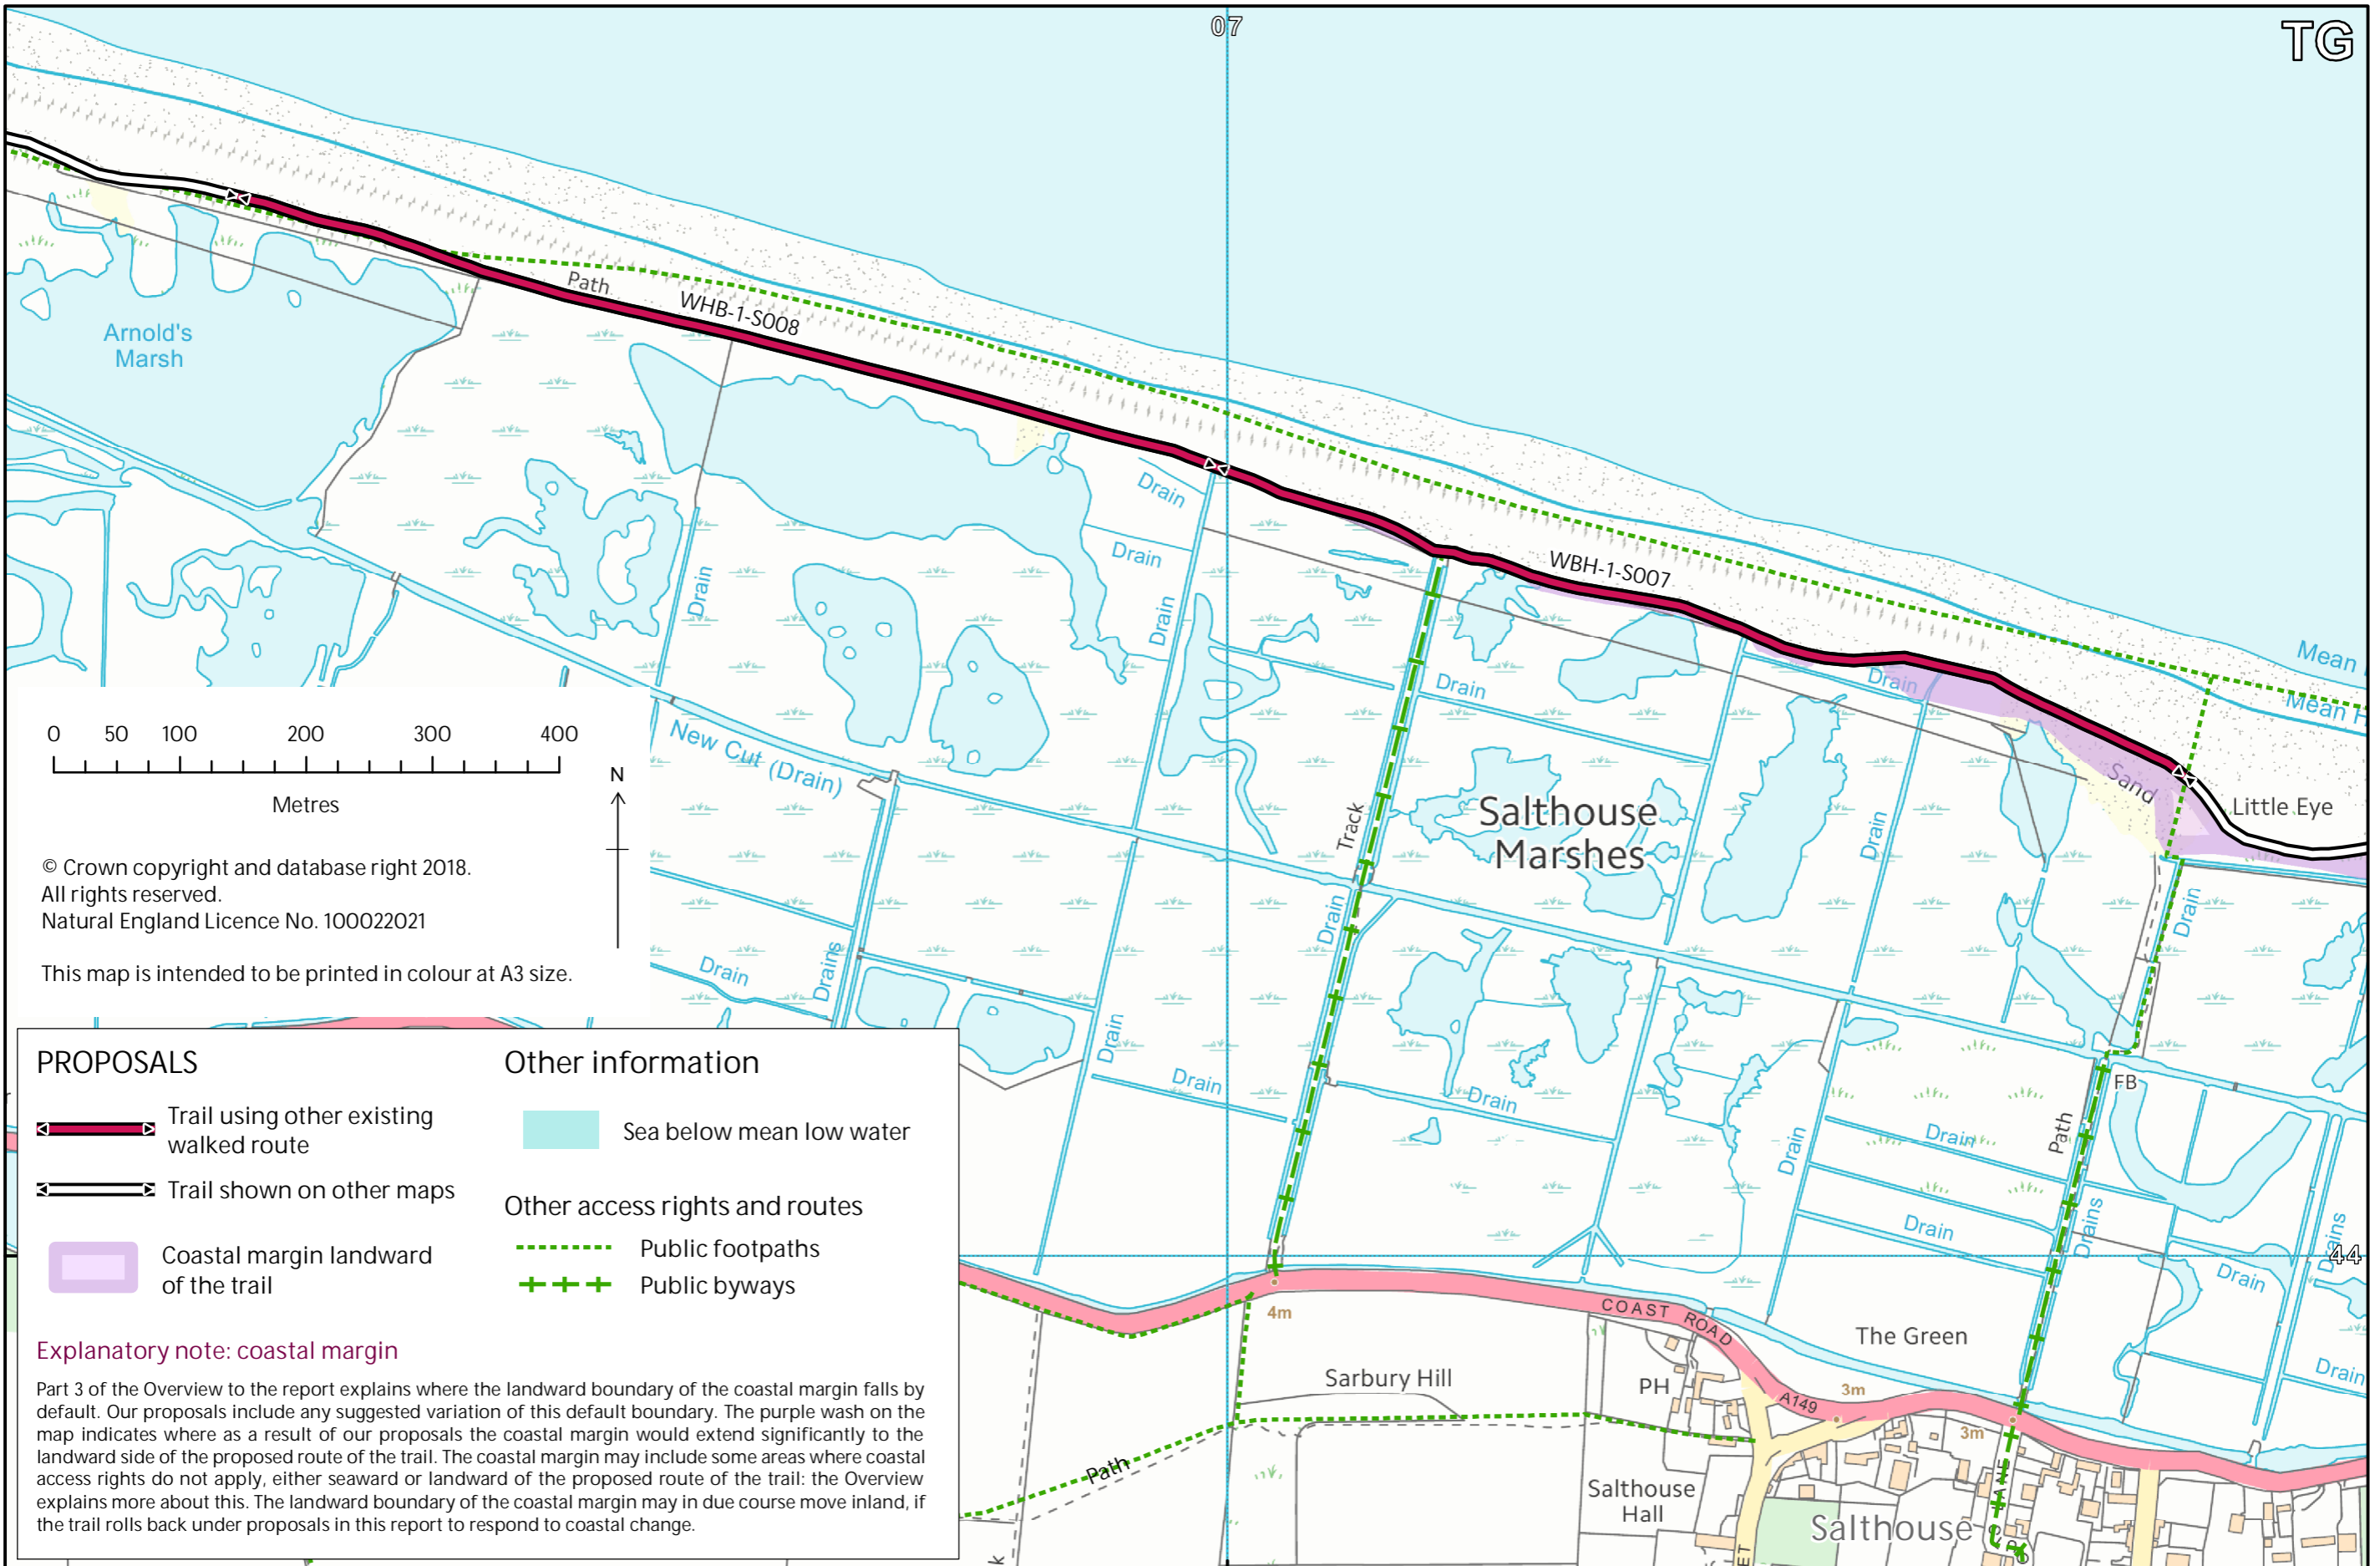 07
TG
Path
WHB-1-S008
Arnold's
Marsh
Drain
Drain
WBH-1-S007
Drain
Drain
Mean
Mean H
Drain
Drain
New Cut (Drain)
Sand
Little Eye
Salthouse
Marshes
Track
Drain
Drain
Drain
0 50 100 200 300 400
Metres
N
© Crown copyright and database right 2018.
All rights reserved.
Natural England Licence No. 100022021
This map is intended to be printed in colour at A3 size.
Drain
Drains
Drain
Drain
Drain
FB
Path
Drain
Drain
Drain
Drains
Drains
Drain
44
Drain
PROPOSALS
Trail using other existing
walked route
Trail shown on other maps
Coastal margin landward
of the trail
Other information
Sea below mean low water
Other access rights and routes
Public footpaths
Public byways
Explanatory note: coastal margin
Part 3 of the Overview to the report explains where the landward boundary of the coastal margin falls by
default. Our proposals include any suggested variation of this default boundary. The purple wash on the
map indicates where as a result of our proposals the coastal margin would extend significantly to the
landward side of the proposed route of the trail. The coastal margin may include some areas where coastal
access rights do not apply, either seaward or landward of the proposed route of the trail: the Overview
explains more about this. The landward boundary of the coastal margin may in due course move inland, if
the trail rolls back under proposals in this report to respond to coastal change.
4m
COAST ROAD
The Green
Sarbury Hill
PH
3m
A149
3m
Path
Salthouse
Hall
Salthouse